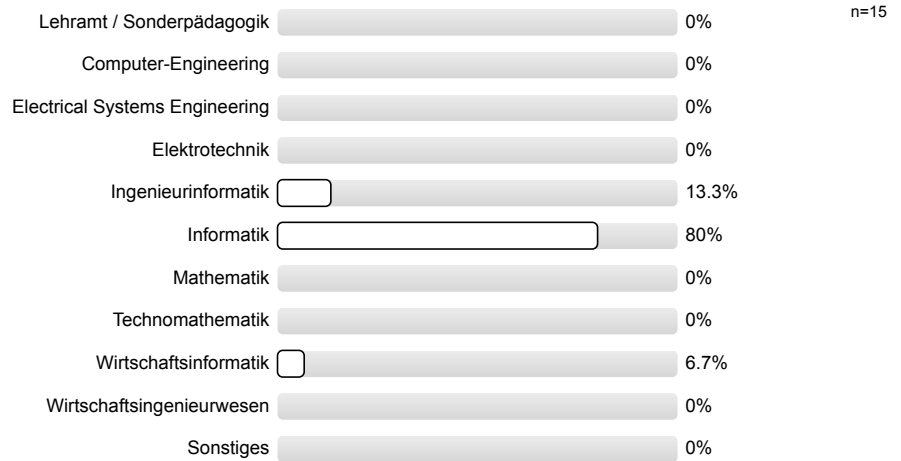 Lehramt / Sonderpädagogik 0% n=15
Computer-Engineering 0%
Electrical Systems Engineering 0%
Elektrotechnik 0%
Ingenieurinformatik 13.3%
Informatik 80%
Mathematik 0%
Technomathematik 0%
Wirtschaftsinformatik 6.7%
Wirtschaftsingenieurwesen 0%
Sonstiges 0%